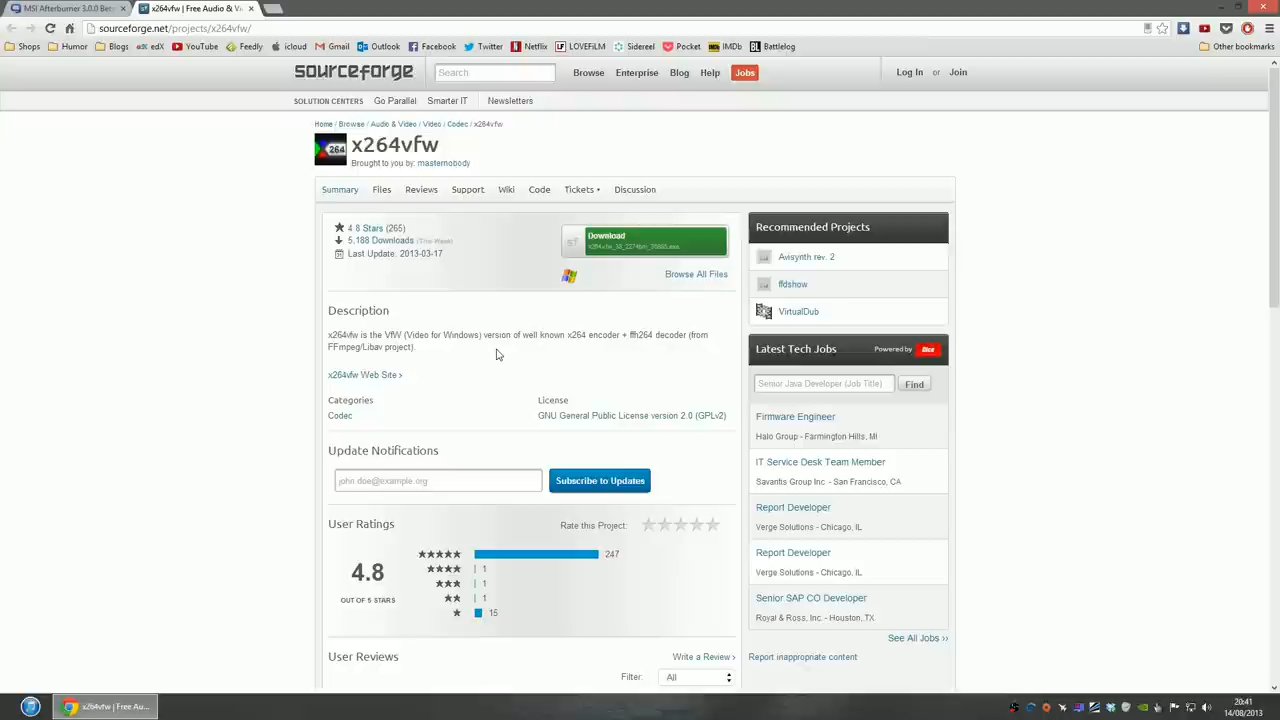 MSI Afterburner 3.0.0 Bet
x264vfw | Free Audio & Vi
sourceforge.net/projects/x264vfw/
Shops Humor Blogs edX YouTube Feedly icloud Gmail Outlook Facebook Twitter Netflix LOVEFiLM Sidereel Pocket IMDb Battlelog Other bookmarks
sourceforge Search Browse Enterprise Blog Help Jobs Log In or Join
SOLUTION CENTERS Go Parallel Smarter IT Newsletters
Home / Browse / Audio & Video / Video / Codec / x264vfw
264
x264vfw
Brought to you by: masternobody
Summary Files Reviews Support Wiki Code Tickets Discussion
4.8 Stars (265)
5,188 Downloads (This Week)
Last Update: 2013-03-17
Download
Browse All Files
Description
x264vfw is the VfW (Video for Windows) version of well known x264 encoder + ffh264 decoder (from
FFmpeg/Libav project).
x264vfw Web Site >
Categories
Codec
License
GNU General Public License version 2.0 (GPLv2)
Update Notifications
john.doe@example.org Subscribe to Updates
User Ratings
Rate this Project:
4.8
OUT OF 5 STARS
247
1
1
1
15
User Reviews
Write a Review >
Filter: All
Recommended Projects
Avisynth rev. 2
ffdshow
VirtualDub
Latest Tech Jobs Powered by Dice
Senior Java Developer (Job Title) Find
Firmware Engineer
Halo Group - Farmington Hills, MI
IT Service Desk Team Member
Savantis Group Inc. - San Francisco, CA
Report Developer
Verge Solutions - Chicago, IL
Report Developer
Verge Solutions - Chicago, IL
Senior SAP CO Developer
Royal & Ross, Inc. - Houston, TX
See All Jobs >>
Report inappropriate content
x264vfw | Free Au...
20:41
14/08/2013